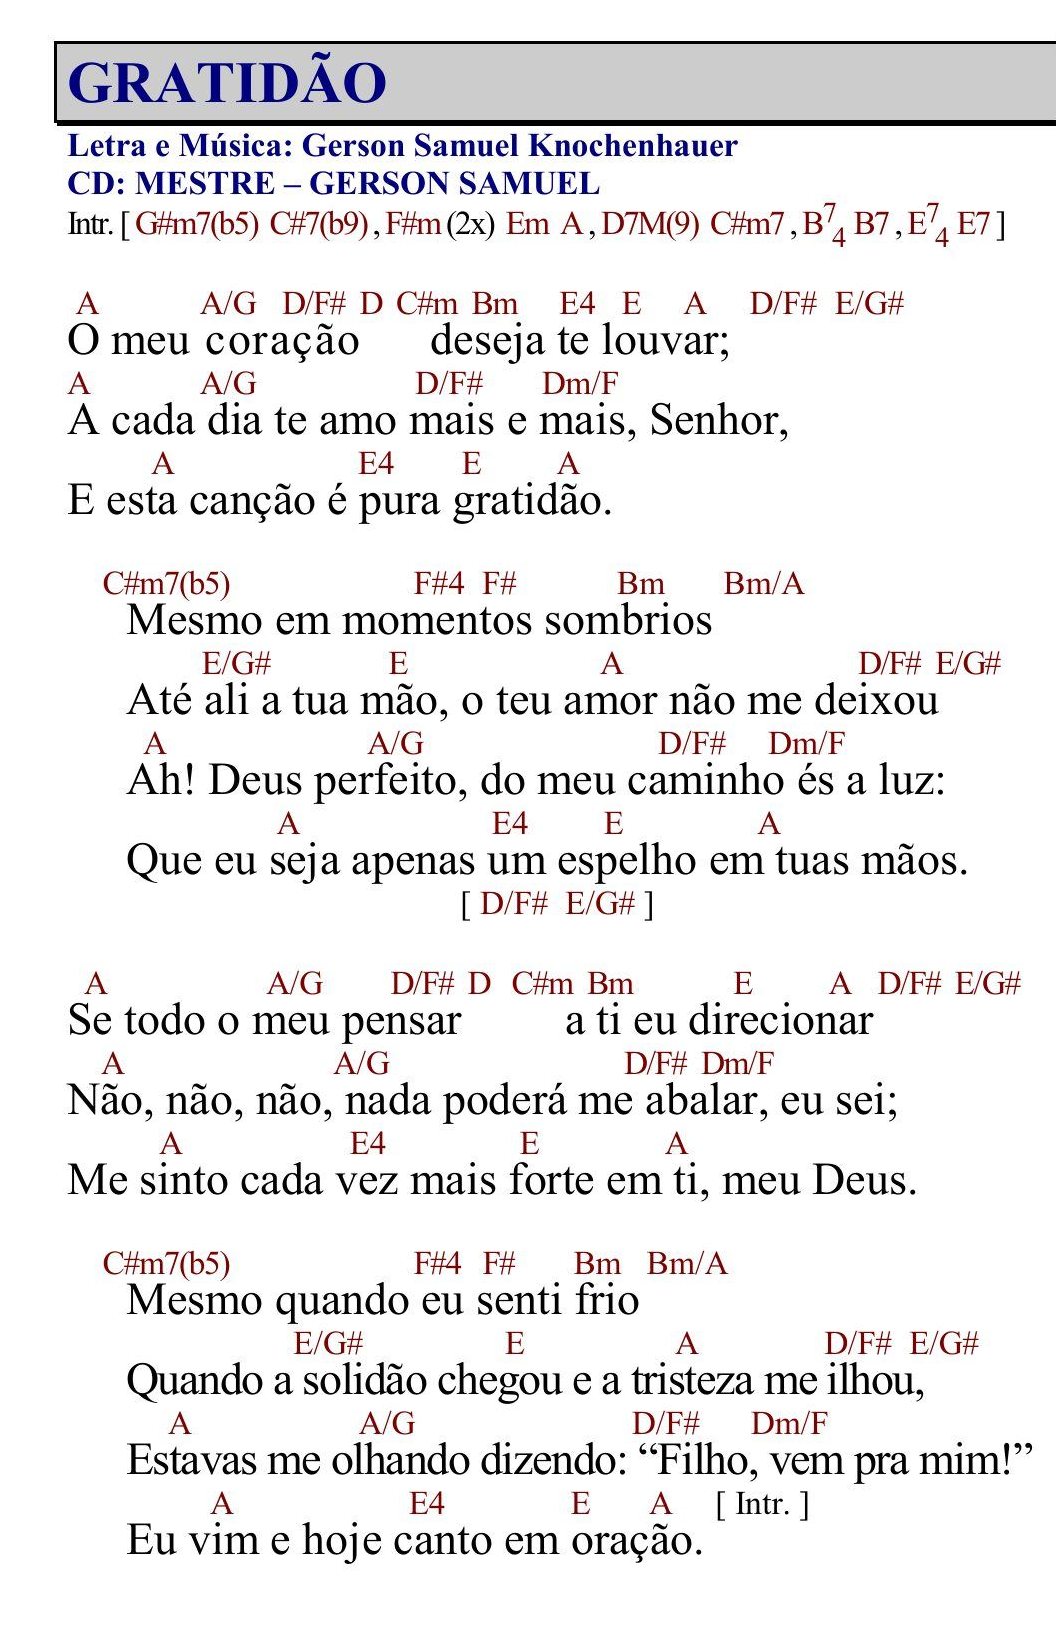 GRATIDÃO
Letra e Música: Gerson Samuel Knochenhauer
CD: MESTRE – GERSON SAMUEL
Intr. [ G#m7(b5) C#7(b9) , F#m (2x) Em A , D7M(9) C#m7 , B7 4 B7 , E7 4 E7 ]
A A/G D/F# D C#m Bm E4 E A D/F# E/G#
O meu coração deseja te louvar;
A A/G D/F# Dm/F
A cada dia te amo mais e mais, Senhor,
A E4 E A
E esta canção é pura gratidão.
C#m7(b5) F#4 F# Bm Bm/A
Mesmo em momentos sombrios
E/G# E A D/F# E/G#
Até ali a tua mão, o teu amor não me deixou
A A/G D/F# Dm/F
Ah! Deus perfeito, do meu caminho és a luz:
A E4 E A
Que eu seja apenas um espelho em tuas mãos.
[ D/F# E/G# ]
A A/G D/F# D C#m Bm E A D/F# E/G#
Se todo o meu pensar a ti eu direcionar
A A/G D/F# Dm/F
Não, não, não, nada poderá me abalar, eu sei;
A E4 E A
Me sinto cada vez mais forte em ti, meu Deus.
C#m7(b5) F#4 F# Bm Bm/A
Mesmo quando eu senti frio
E/G# E A D/F# E/G#
Quando a solidão chegou e a tristeza me ilhou,
A A/G D/F# Dm/F
Estavas me olhando dizendo: “Filho, vem pra mim!”
A E4 E A [ Intr. ]
Eu vim e hoje canto em oração.